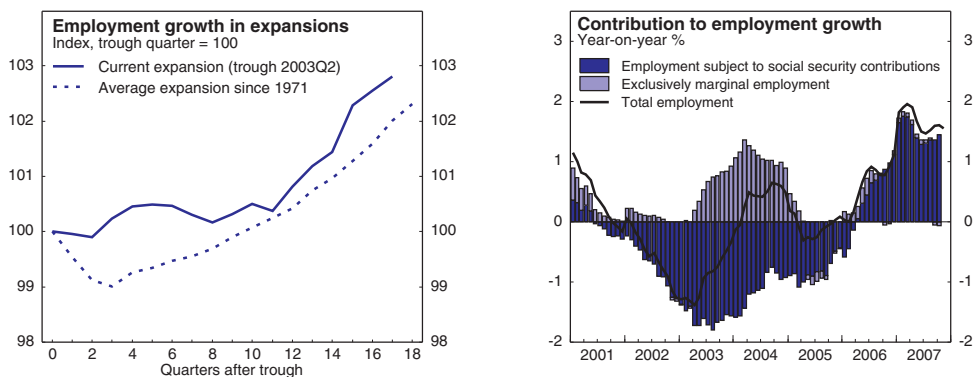 Employment growth in expansions
Index, trough quarter = 100
Current expansion (trough 2003Q2)
Average expansion since 1971
103 103
102 102
101 101
100 100
99 99
98 98
0 2 4 6 8 10 12 14 16 18
Quarters after trough
Contribution to employment growth
Year-on-year %
Employment subject to social security contributions
Exclusively marginal employment
Total employment
3 3
2 2
1 1
0 0
-1 -1
-2 -2
2001 2002 2003 2004 2005 2006 2007